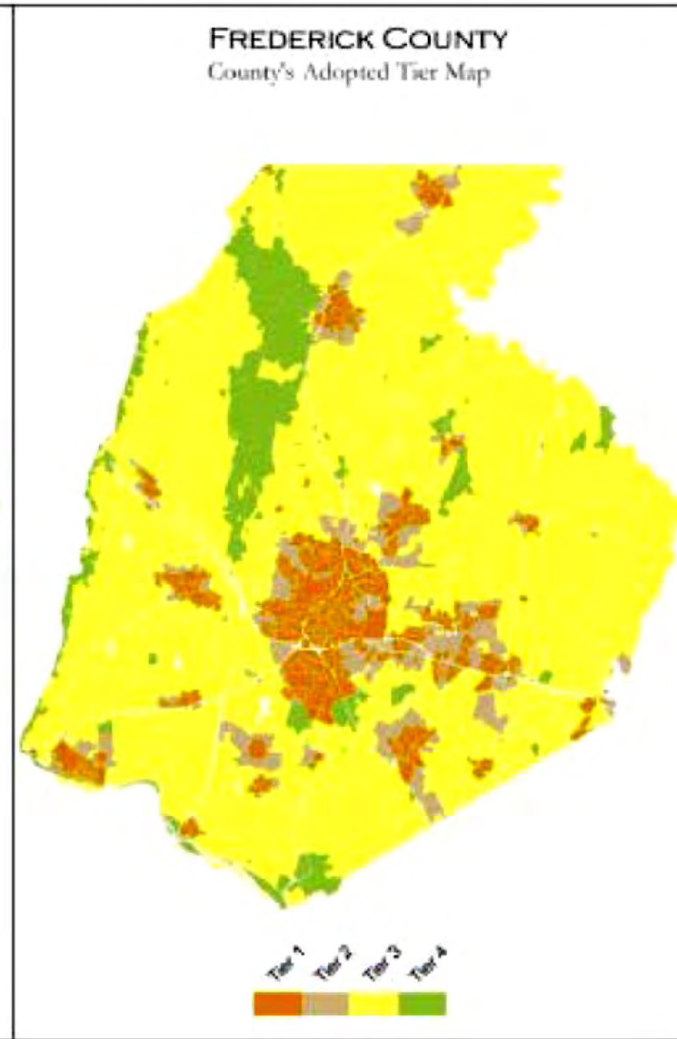 FREDERICK COUNTY
County's Adopted Tier Map
Tier 1
Tier 2
Tier 3
Tier 4